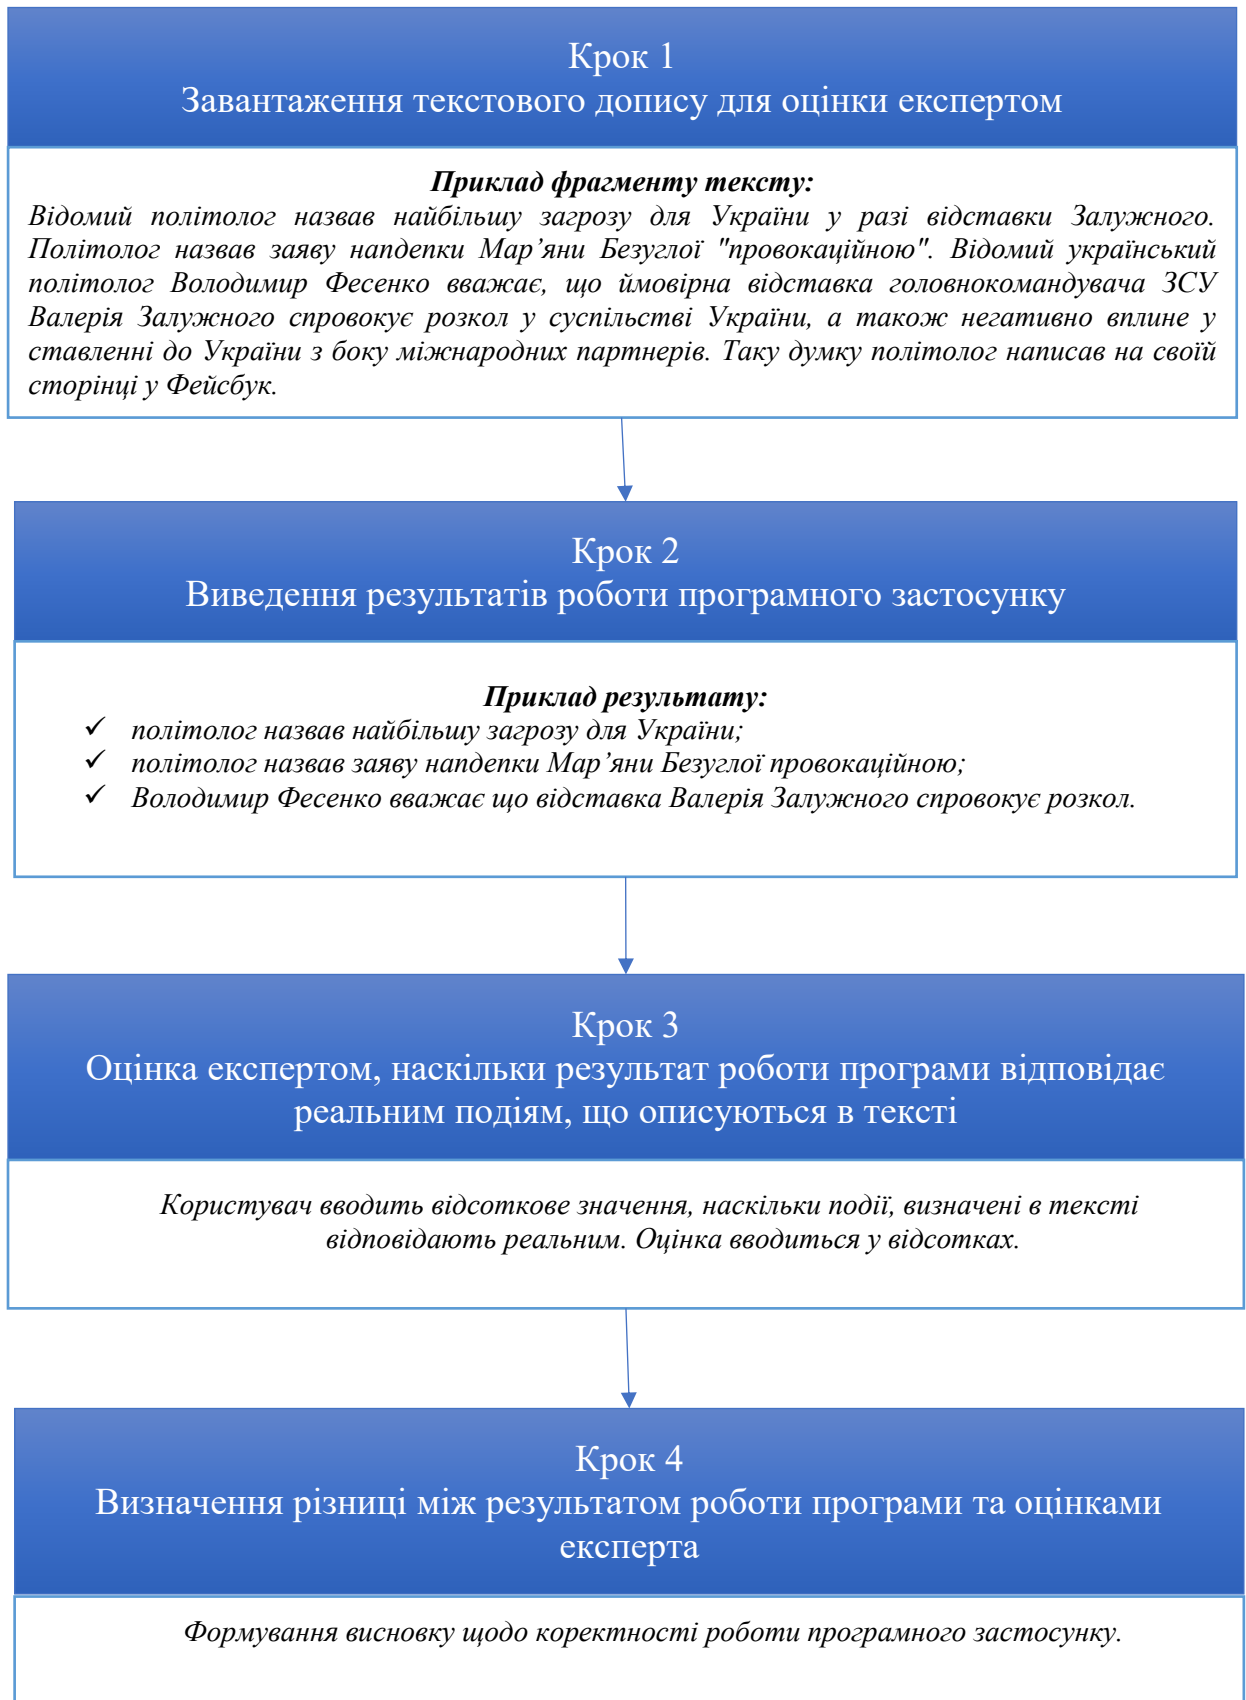 Крок 1
Завантаження текстового допису для оцінки експертом
Приклад фрагменту тексту:
Відомий політолог назвав найбільшу загрозу для України у разі відставки Залужного.
Політолог назвав заяву напдепки Мар’яни Безуглої "провокаційною". Відомий український
політолог Володимир Фесенко вважає, що ймовірна відставка головнокомандувача ЗСУ
Валерія Залужного спровокує розкол у суспільстві України, а також негативно вплине у
ставленні до України з боку міжнародних партнерів. Таку думку політолог написав на своїй
сторінці у Фейсбук.
Крок 2
Виведення результатів роботи програмного застосунку
Приклад результату:
✓ політолог назвав найбільшу загрозу для України;
✓ політолог назвав заяву напдепки Мар’яни Безуглої провокаційною;
✓ Володимир Фесенко вважає що відставка Валерія Залужного спровокує розкол.
Крок 3
Оцінка експертом, наскільки результат роботи програми відповідає
реальним подіям, що описуються в тексті
Користувач вводить відсоткове значення, наскільки події, визначені в тексті
відповідають реальним. Оцінка вводиться у відсотках.
Крок 4
Визначення різниці між результатом роботи програми та оцінками
експерта
Формування висновку щодо коректності роботи програмного застосунку.